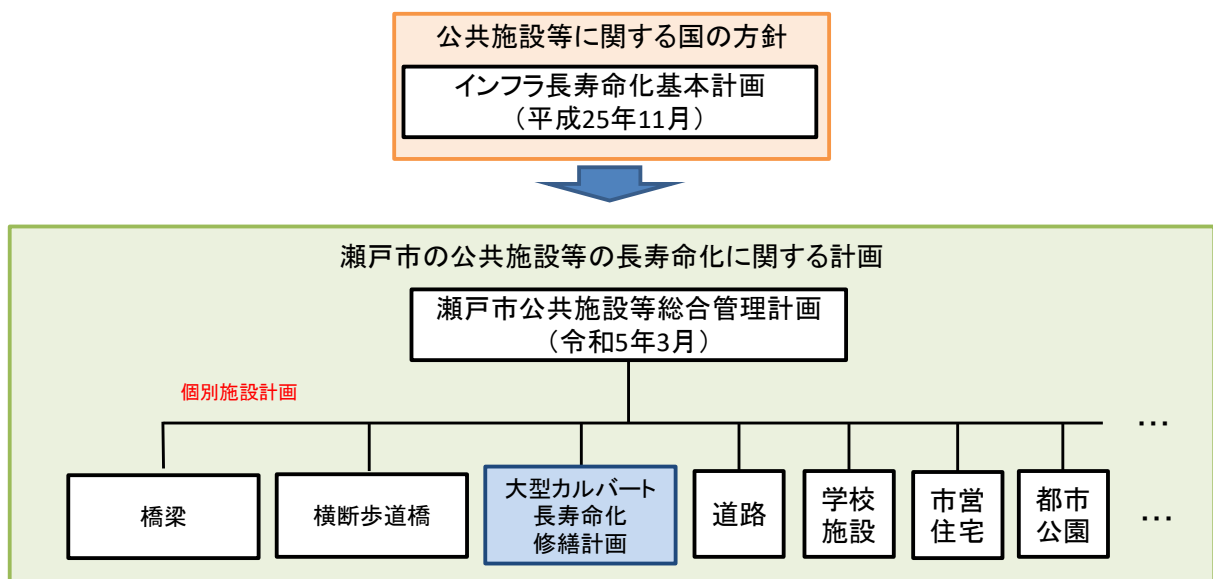 公共施設等に関する国の方針
インフラ長寿命化基本計画
（平成25年11月）
瀬戸市の公共施設等の長寿命化に関する計画
瀬戸市公共施設等総合管理計画
（令和5年3月）
個別施設計画
…
橋梁
横断歩道橋
大型カルバート
長寿命化
修繕計画
道路
学校
施設
市営
住宅
都市
公園
…